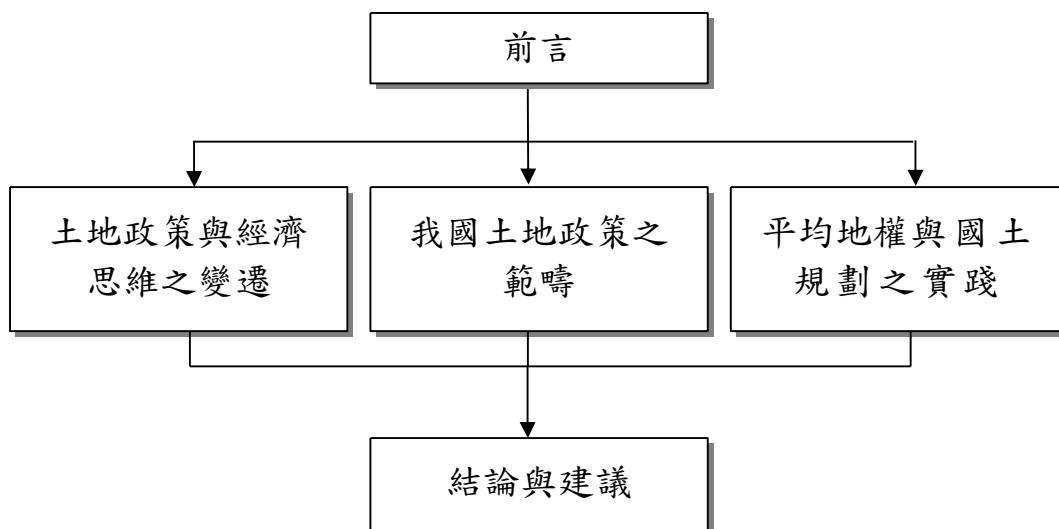 前言
土地政策與經濟
思維之變遷
我國土地政策之
範疇
平均地權與國土
規劃之實踐
結論與建議